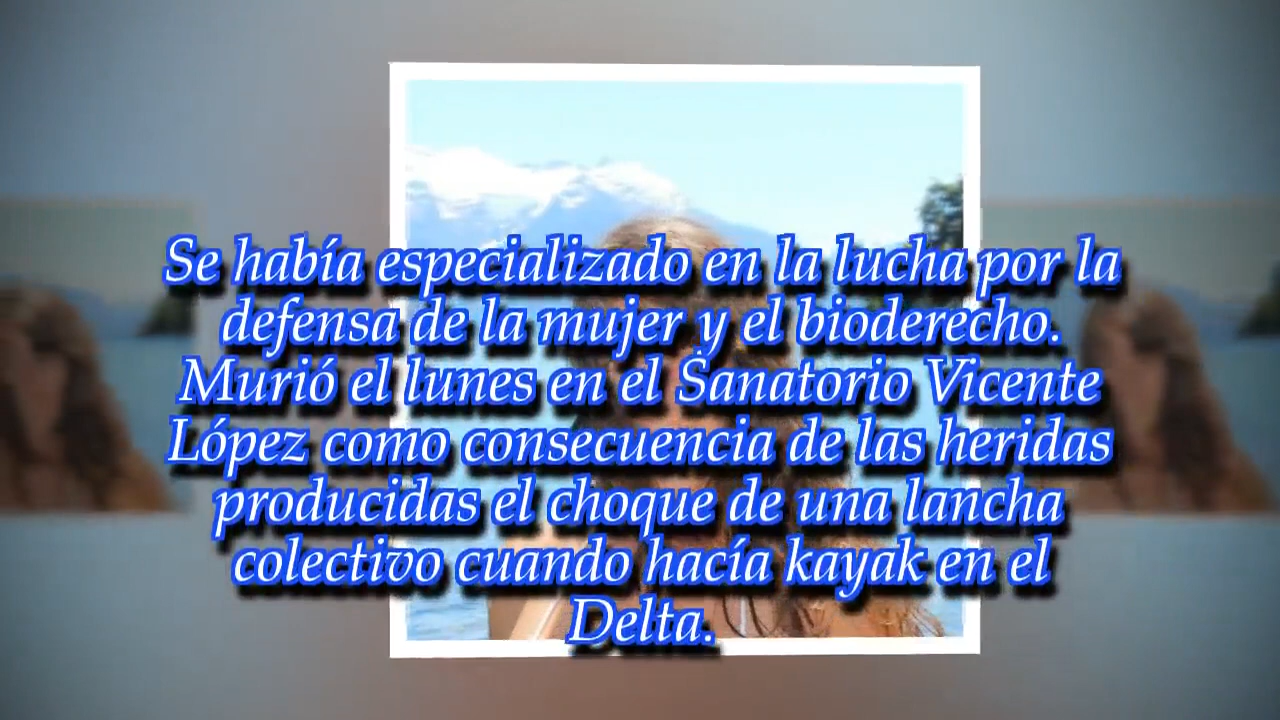 Se había especializado en la lucha por la
defensa de la mujer y el bioderecho.
Murió el lunes en el Sanatorio Vicente
López como consecuencia de las heridas
producidas el choque de una lancha
colectivo cuando hacía kayak en el
Delta.